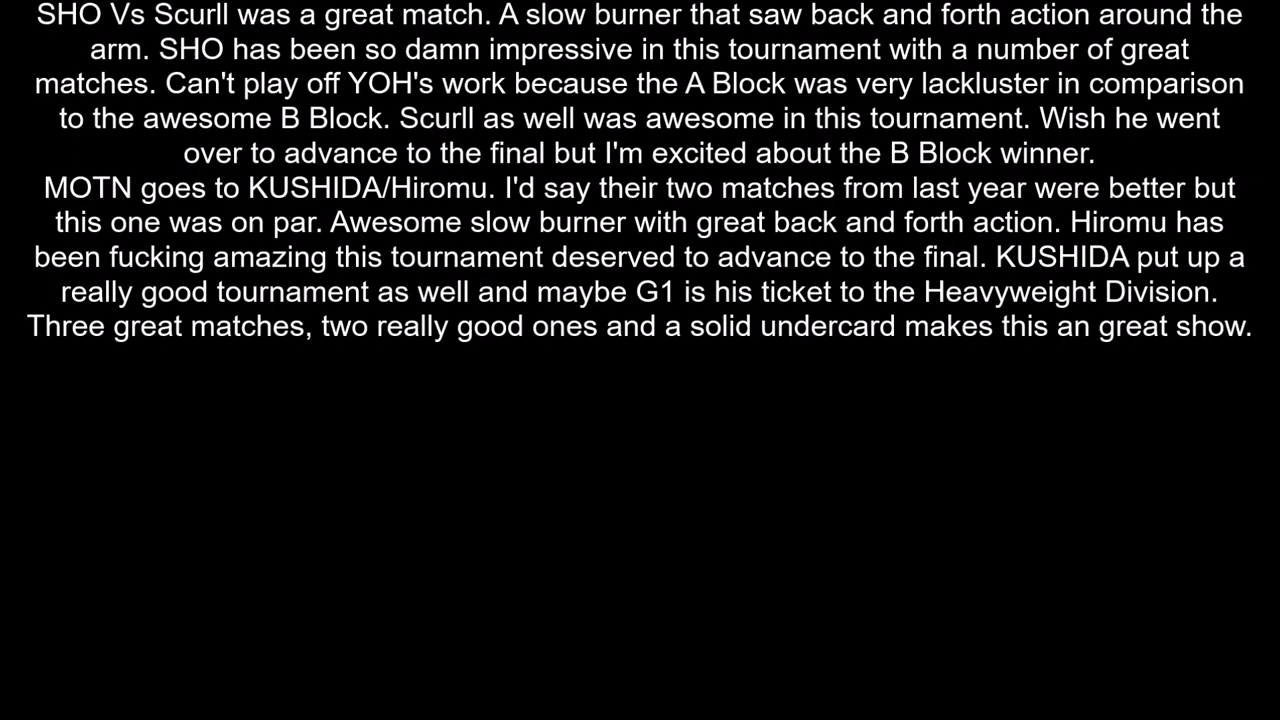 SHO Vs Scurll was a great match. A slow burner that saw back and forth action around the
arm. SHO has been so damn impressive in this tournament with a number of great
matches. Can't play off YOH's work because the A Block was very lackluster in comparison
to the awesome B Block. Scurll as well was awesome in this tournament. Wish he went
over to advance to the final but I'm excited about the B Block winner.
MOTN goes to KUSHIDA/Hiromu. I'd say their two matches from last year were better but
this one was on par. Awesome slow burner with great back and forth action. Hiromu has
been fucking amazing this tournament deserved to advance to the final. KUSHIDA put up a
really good tournament as well and maybe G1 is his ticket to the Heavyweight Division.
Three great matches, two really good ones and a solid undercard makes this an great show.